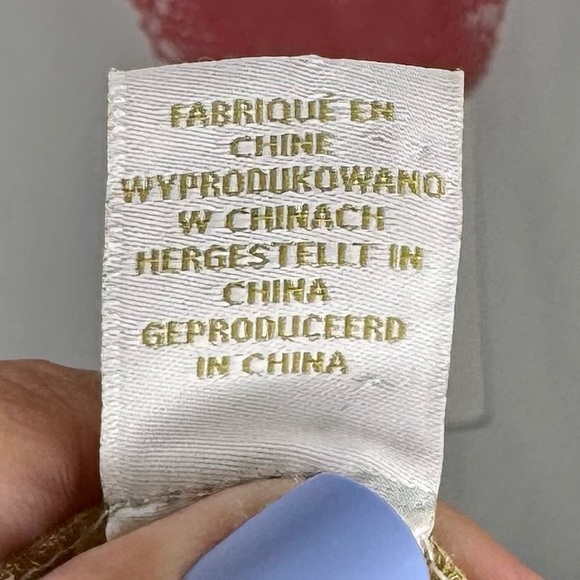 FABRIQUÉ EN
CHINE
WYPRODUKOWANO
W CHINACH
HERGESTELLT IN
CHINA
GEPRODUCEERD
IN CHINA